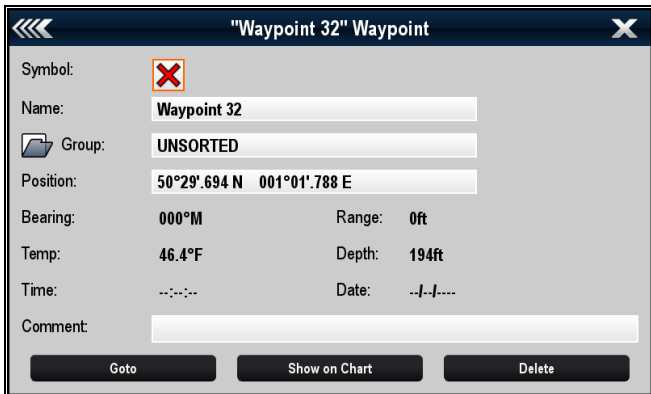 "Waypoint 32" Waypoint
Symbol:
Name: Waypoint 32
Group: UNSORTED
Position: 50°29'.694 N 001°01'.788 E
Bearing: 000°M Range: 0ft
Temp: 46.4°F Depth: 194ft
Time: --:--:-- Date: --/--/----
Comment:
Goto Show on Chart Delete